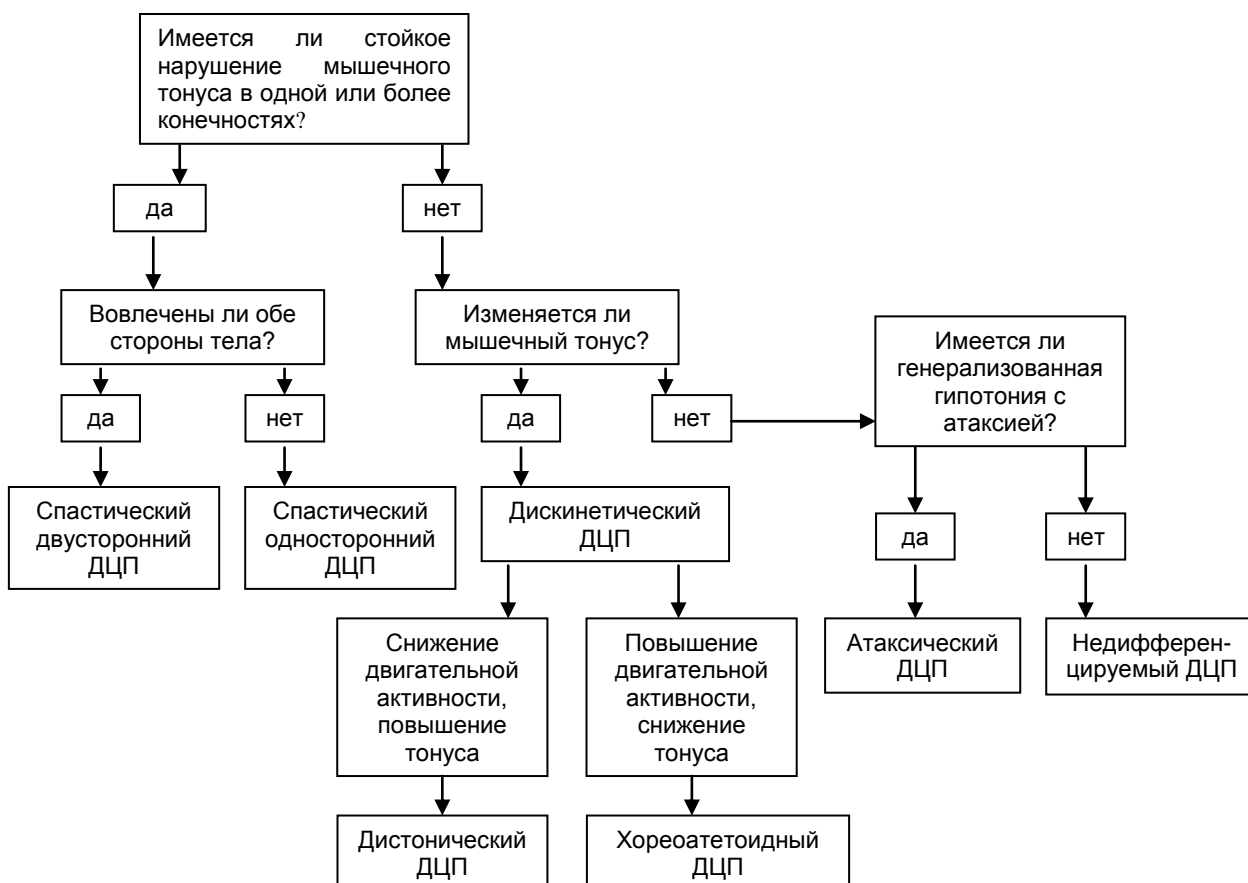 Имеется ли стойкое
нарушение мышечного
тонуса в одной или более
конечностях?
да
нет
Вовлечены ли обе
стороны тела?
Изменяется ли
мышечный тонус?
Имеется ли
генерализованная
гипотония с
атаксией?
да
нет
да
нет
Спастический
двусторонний
ДЦП
Спастический
односторонний
ДЦП
Дискинетический
ДЦП
да
нет
Снижение
двигательной
активности,
повышение
тонуса
Повышение
двигательной
активности,
снижение
тонуса
Атаксический
ДЦП
Недифферен-
цируемый ДЦП
Дистонический
ДЦП
Хореоатетоидный
ДЦП